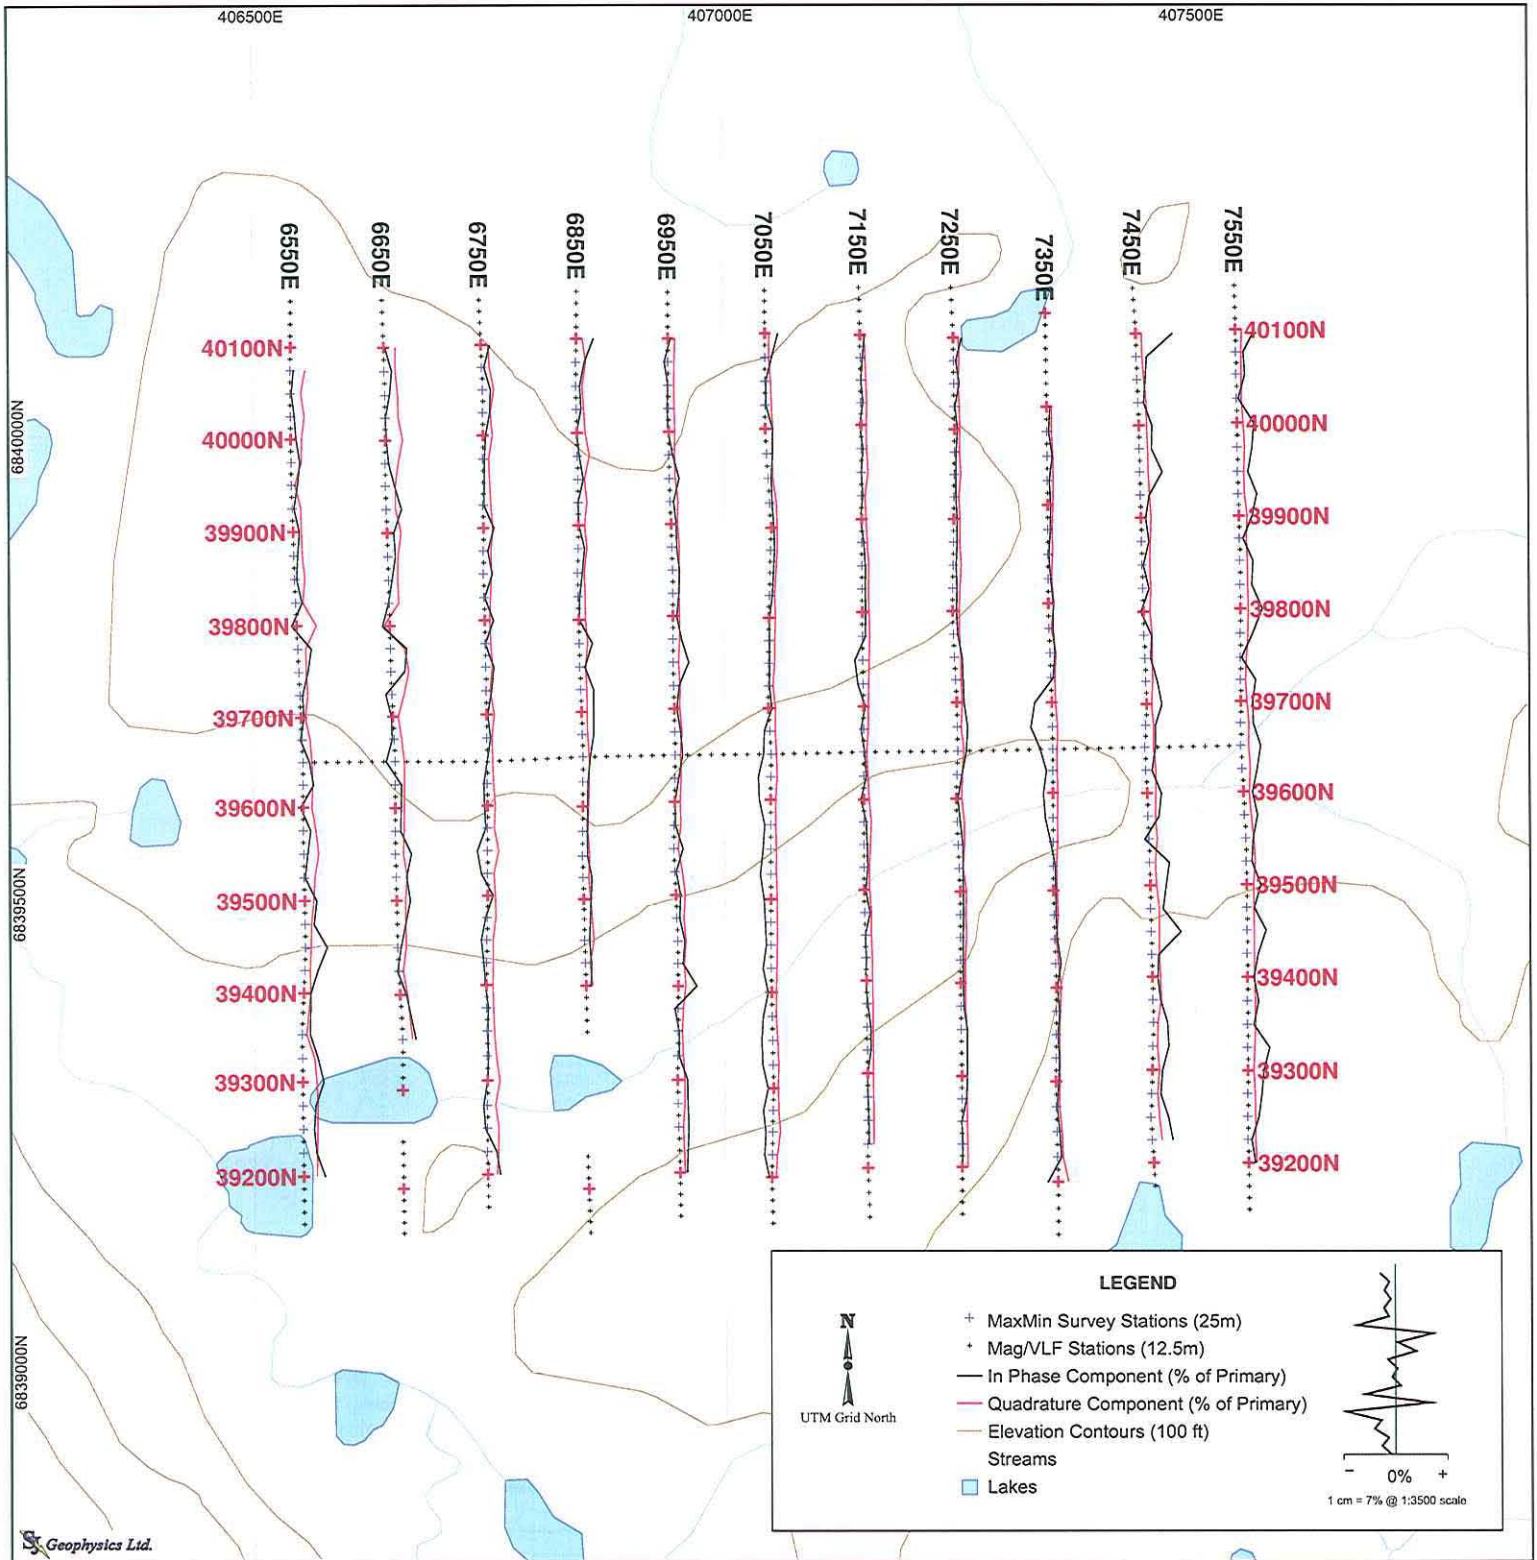 406500E
407000E
407500E
6550E
6650E
6750E
6850E
6950E
7050E
7150E
7250E
7350E
7450E
7550E
40100N
40100N
40000N
40000N
39900N
39900N
39800N
39800N
39700N
39700N
39600N
39600N
39500N
39500N
39400N
39400N
39300N
39300N
39200N
39200N
6840000N
6839500N
6839000N
LEGEND
N
UTM Grid North
MaxMin Survey Stations (25m)
Mag/VLF Stations (12.5m)
In Phase Component (% of Primary)
Quadrature Component (% of Primary)
Elevation Contours (100 ft)
Streams
Lakes
- 0% +
1 cm = 7% @ 1:3500 scale
SJ Geophysics Ltd.